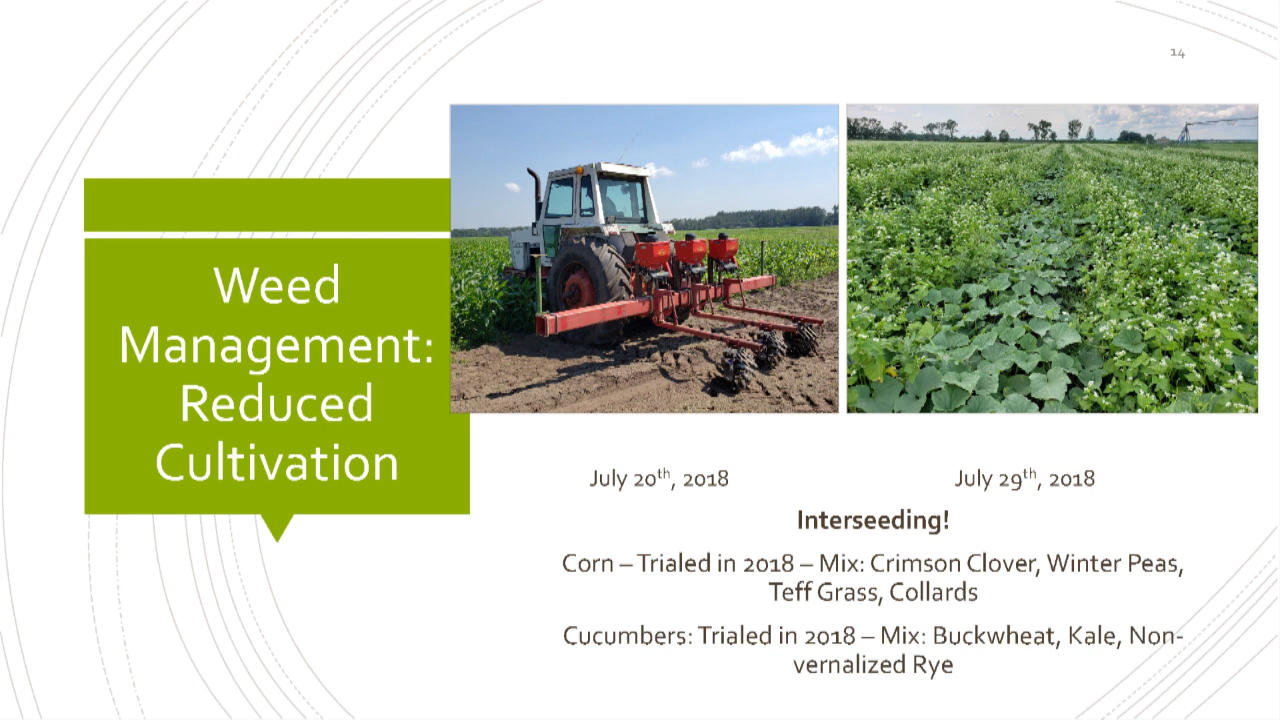 14
Weed
Management:
Reduced
Cultivation
July 20th, 2018
July 29th, 2018
Interseeding!
Corn – Trialed in 2018 – Mix: Crimson Clover, Winter Peas,
Teff Grass, Collards
Cucumbers: Trialed in 2018 – Mix: Buckwheat, Kale, Non-
vernalized Rye